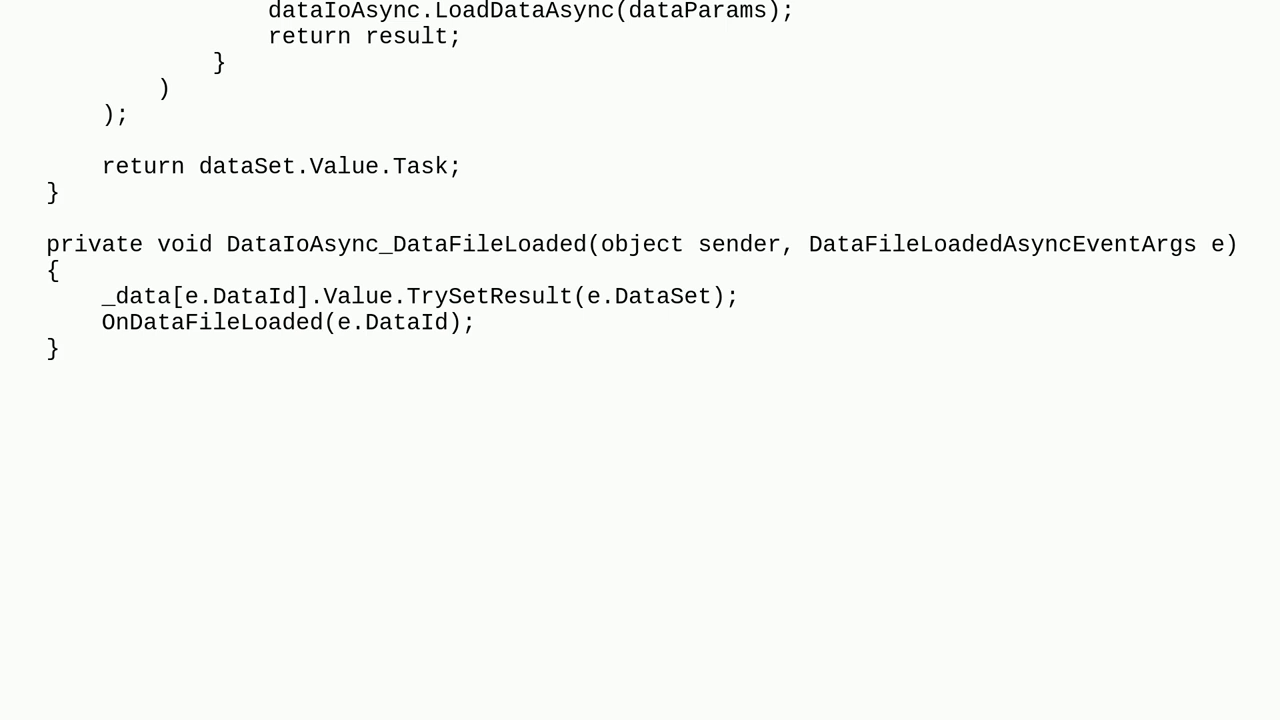 dataIoAsync.LoadDataAsync(dataParams);
return result;
}
)
);
return dataSet.Value.Task;
}
private void DataIoAsync_DataFileLoaded(object sender, DataFileLoadedAsyncEventArgs e)
{
_data[e.DataId].Value.TrySetResult(e.DataSet);
OnDataFileLoaded(e.DataId);
}